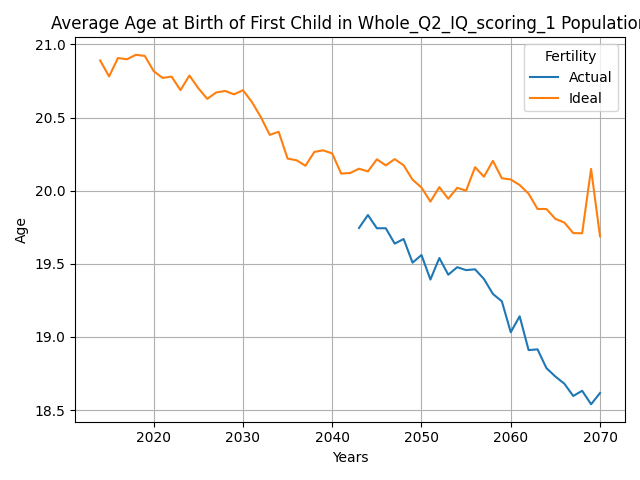 Average Age at Birth of First Child in Whole_Q2_IQ_scoring_1 Population
21.0
20.5
20.0
19.5
19.0
18.5
Age
Fertility
Actual
Ideal
2020 2030 2040 2050 2060 2070
Years